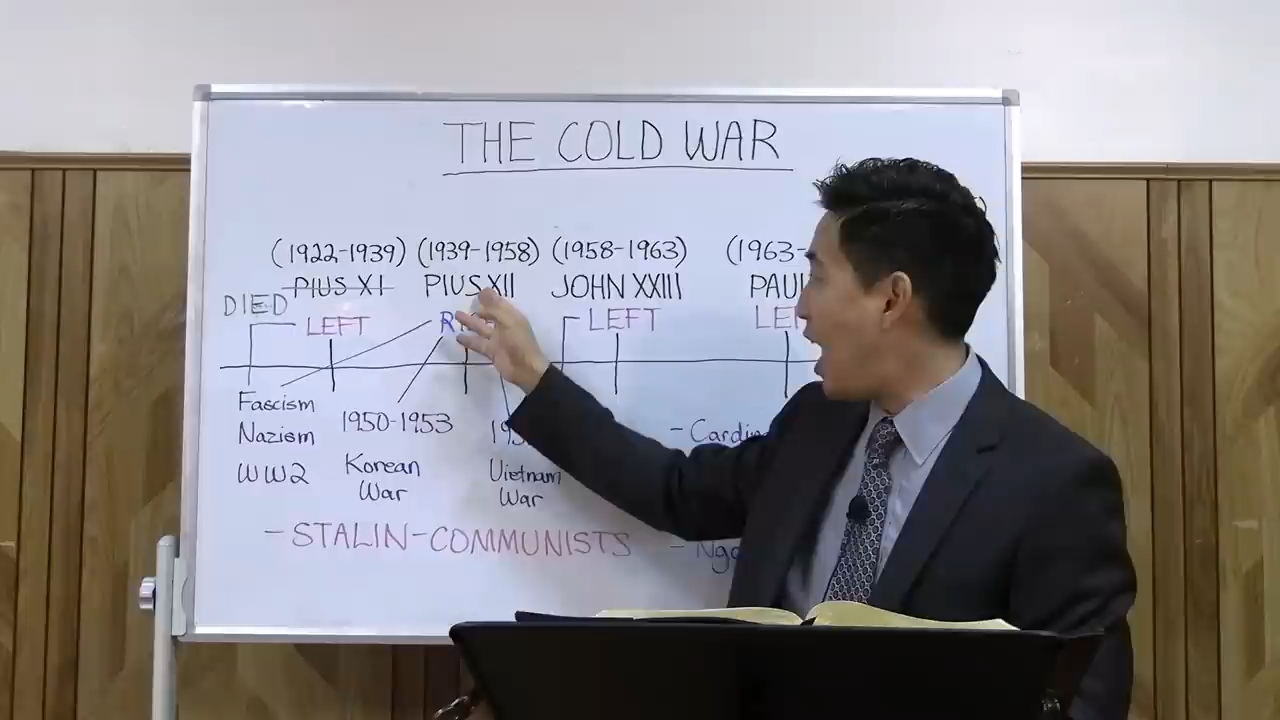 THE COLD WAR
(1922-1939) (1939-1958) (1958-1963) (1963-
PIUS XI PIUS XII JOHN XXIII
DIED LEFT LEFT
Fascism
Nazism 1950-1953
WW2 Korean Vietnam
War War
-STALIN-COMMUNISTS